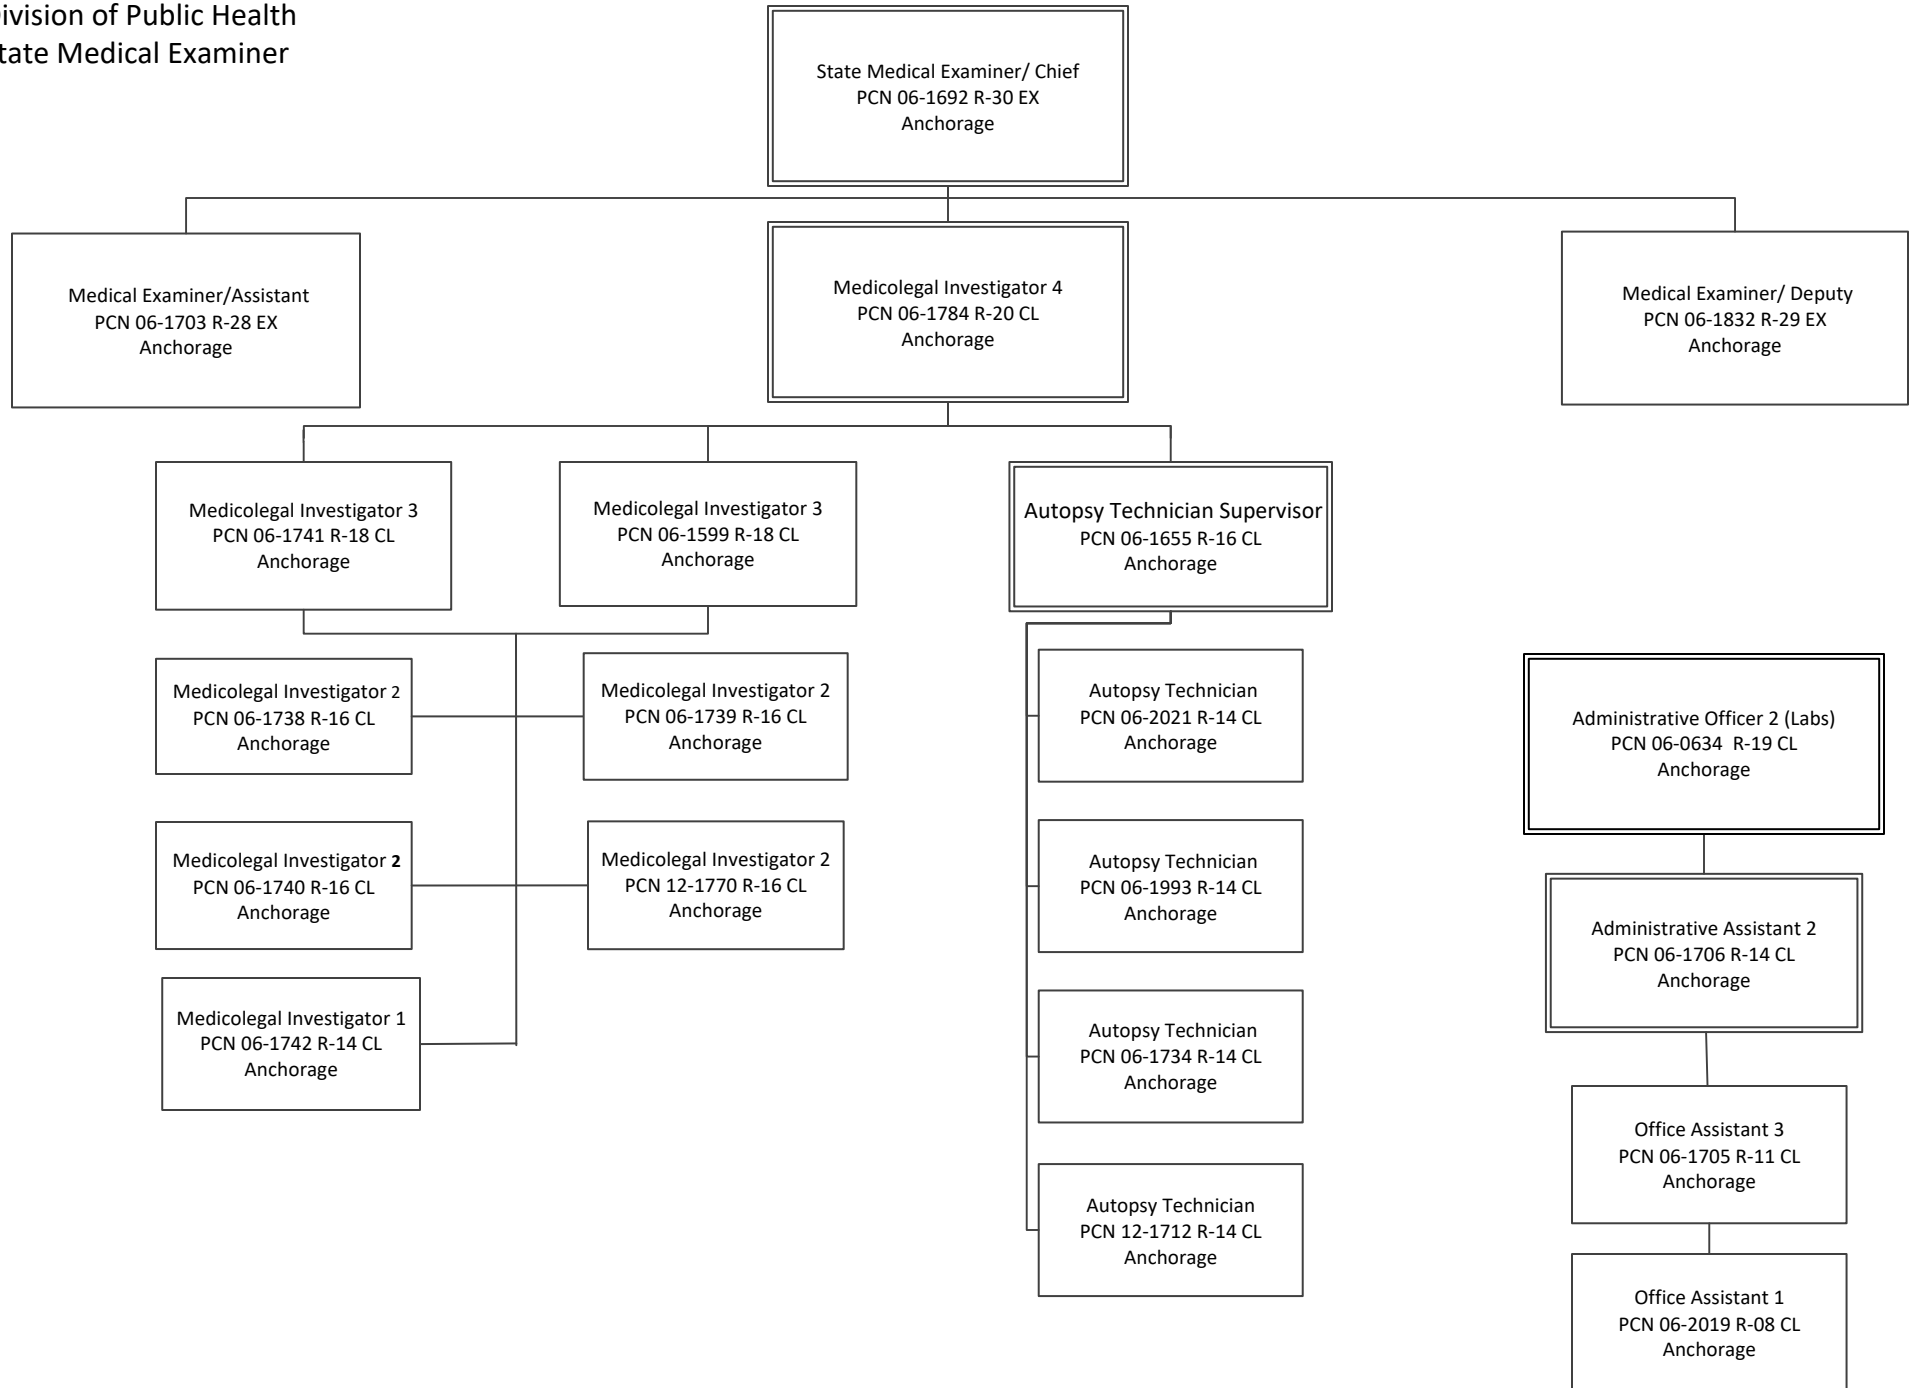 ivision of Public Health
tate Medical Examiner
State Medical Examiner/ Chief
PCN 06-1692 R-30 EX
Anchorage
Medical Examiner/Assistant
PCN 06-1703 R-28 EX
Anchorage
Medicolegal Investigator 4
PCN 06-1784 R-20 CL
Anchorage
Medical Examiner/ Deputy
PCN 06-1832 R-29 EX
Anchorage
Medicolegal Investigator 3
PCN 06-1741 R-18 CL
Anchorage
Medicolegal Investigator 3
PCN 06-1599 R-18 CL
Anchorage
Autopsy Technician Supervisor
PCN 06-1655 R-16 CL
Anchorage
Medicolegal Investigator 2
PCN 06-1738 R-16 CL
Anchorage
Medicolegal Investigator 2
PCN 06-1739 R-16 CL
Anchorage
Autopsy Technician
PCN 06-2021 R-14 CL
Anchorage
Administrative Officer 2 (Labs)
PCN 06-0634  R-19 CL
Anchorage
Medicolegal Investigator 2
PCN 06-1740 R-16 CL
Anchorage
Medicolegal Investigator 2
PCN 12-1770 R-16 CL
Anchorage
Autopsy Technician
PCN 06-1993 R-14 CL
Anchorage
Administrative Assistant 2
PCN 06-1706 R-14 CL
Anchorage
Medicolegal Investigator 1
PCN 06-1742 R-14 CL
Anchorage
Autopsy Technician
PCN 06-1734 R-14 CL
Anchorage
Office Assistant 3
PCN 06-1705 R-11 CL
Anchorage
Autopsy Technician
PCN 12-1712 R-14 CL
Anchorage
Office Assistant 1
PCN 06-2019 R-08 CL
Anchorage